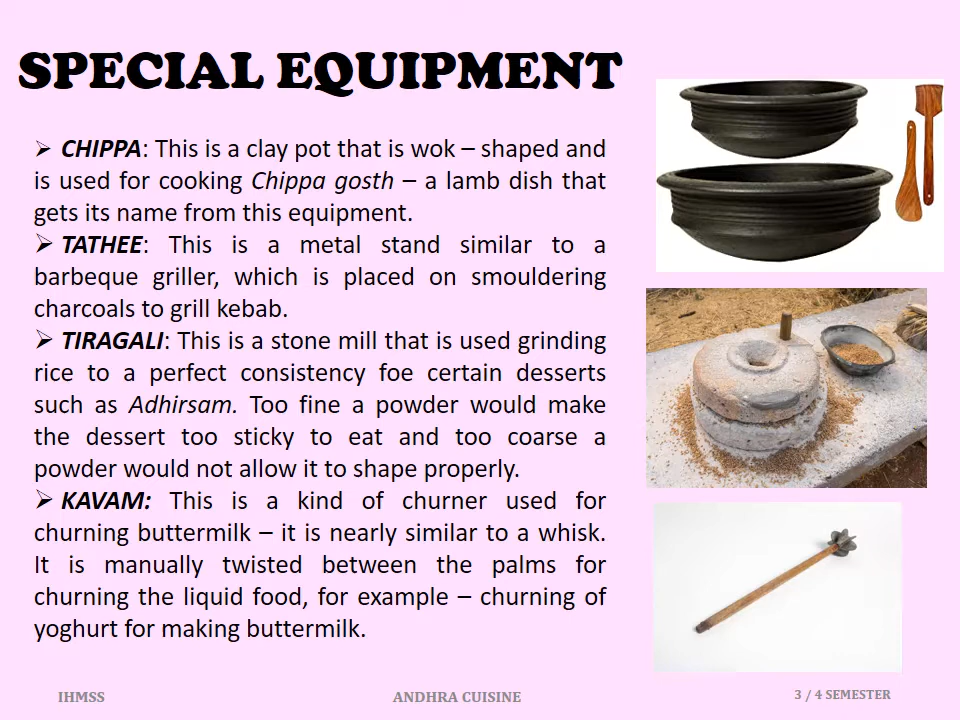 SPECIAL EQUIPMENT
➢ CHIPPA: This is a clay pot that is wok – shaped and
is used for cooking Chippa gosth – a lamb dish that
gets its name from this equipment.
➢ TATHEE: This is a metal stand similar to a
barbeque griller, which is placed on smouldering
charcoals to grill kebab.
➢ TIRAGALI: This is a stone mill that is used grinding
rice to a perfect consistency foe certain desserts
such as Adhirsam. Too fine a powder would make
the dessert too sticky to eat and too coarse a
powder would not allow it to shape properly.
➢ KAVAM: This is a kind of churner used for
churning buttermilk – it is nearly similar to a whisk.
It is manually twisted between the palms for
churning the liquid food, for example – churning of
yoghurt for making buttermilk.
IHMSS
ANDHRA CUISINE
3 / 4 SEMESTER